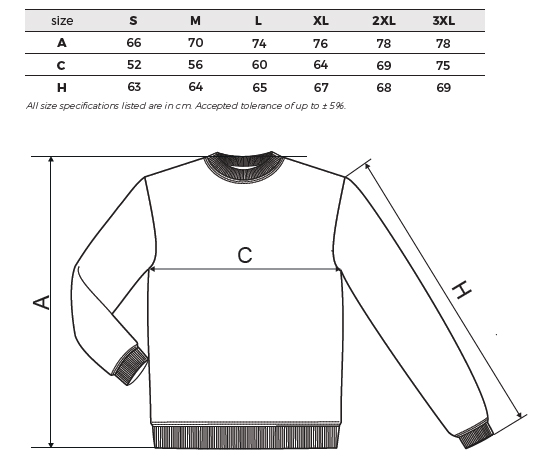 size S M L XL 2XL 3XL
A 66 70 74 76 78 78
C 52 56 60 64 69 75
H 63 64 65 67 68 69
All size specifications listed are in cm. Accepted tolerance of up to ± 5%.
C
A
H